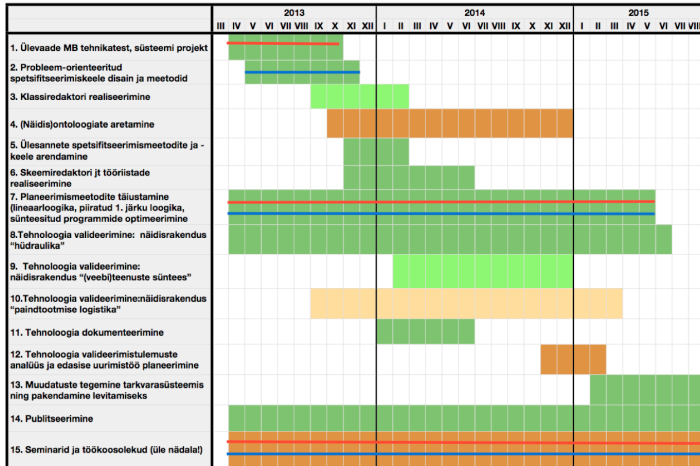 2013 2014 2015
III IV V VI VII VIII IX X XI XII I II III IV V VI VII VIII IX X XI XII I II III IV V VI VII VIII
1. Ülevaade MB tehnikatest, süsteemi projekt
2. Probleem-orienteeritud
spetsifitseerimiskeele disain ja meetodid
3. Klassiredaktori realiseerimine
4. (Näidis)ontoloogiate aretamine
5. Ülesannete spetsifitseerimismeetodite ja -
keele arendamine
6. Skeemiredaktori jt tööriistade
realiseerimine
7. Planeerimismeetodite täiustamine
(lineaarloogika, piiratud 1. järku loogika,
sünteesitud programmide optimeerimine
8.Tehnoloogia valideerimine: näidisrakendus
“hüdraulika”
9. Tehnoloogia valideerimine:
näidisrakendus “(veebi)teenuste süntees”
10.Tehnoloogia valideerimine:näidisrakendus
“paindtootmise logistika”
11. Tehnoloogia dokumenteerimine
12. Tehnoloogia valideerimistulemuste
analüüs ja edasise uurimistöö planeerimine
13. Muudatuste tegemine tarkvarasüsteemis
ning pakendamine levitamiseks
14. Publitseerimine
15. Seminarid ja töökoosolekud (üle nädala!)